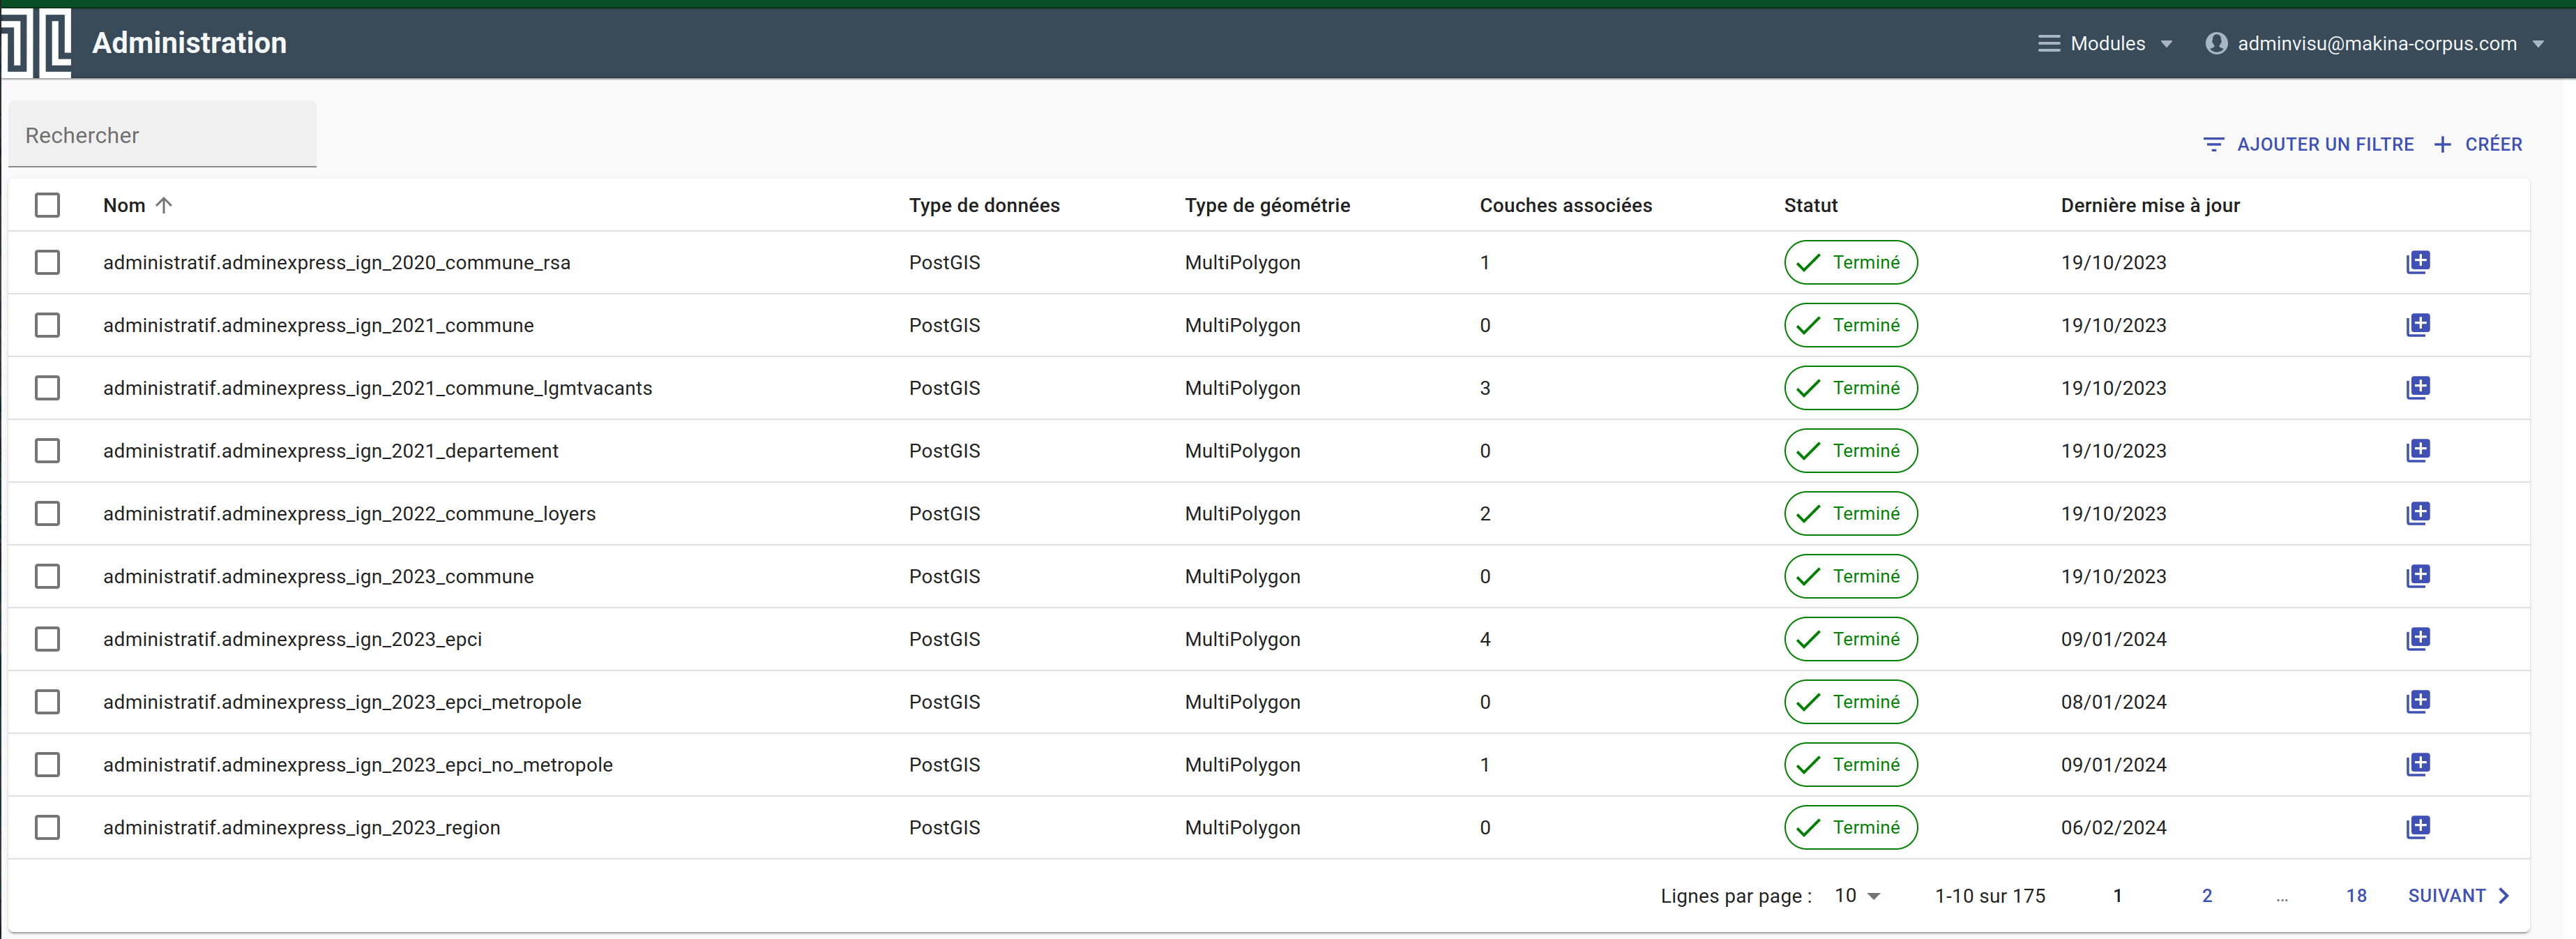 Administration
Modules
adminvisu@makina-corpus.com
Rechercher
AJOUTER UN FILTRE
CRÉER
Nom Type de données Type de géométrie Couches associées Statut Dernière mise à jour
administratif.adminexpress_ign_2020_commune_rsa PostGIS MultiPolygon 1 Terminé 19/10/2023
administratif.adminexpress_ign_2021_commune PostGIS MultiPolygon 0 Terminé 19/10/2023
administratif.adminexpress_ign_2021_commune_lgmtvacants PostGIS MultiPolygon 3 Terminé 19/10/2023
administratif.adminexpress_ign_2021_departement PostGIS MultiPolygon 0 Terminé 19/10/2023
administratif.adminexpress_ign_2022_commune_loyers PostGIS MultiPolygon 2 Terminé 19/10/2023
administratif.adminexpress_ign_2023_commune PostGIS MultiPolygon 0 Terminé 19/10/2023
administratif.adminexpress_ign_2023_epci PostGIS MultiPolygon 4 Terminé 09/01/2024
administratif.adminexpress_ign_2023_epci_metropole PostGIS MultiPolygon 0 Terminé 08/01/2024
administratif.adminexpress_ign_2023_epci_no_metropole PostGIS MultiPolygon 1 Terminé 09/01/2024
administratif.adminexpress_ign_2023_region PostGIS MultiPolygon 0 Terminé 06/02/2024
Lignes par page : 10 1-10 sur 175 1 2 ... 18 SUIVANT